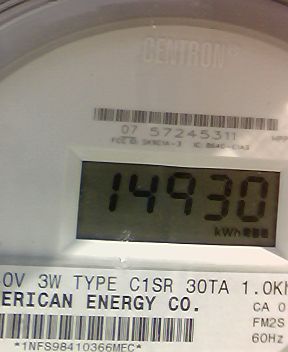 CENTRON
07 57245311
14930
kWh
0V 3W TYPE C1SR 30TA 1.0Kh
ERICAN ENERGY CO.
CA 0
FM2S
60Hz
*1NFS98410366MEC*